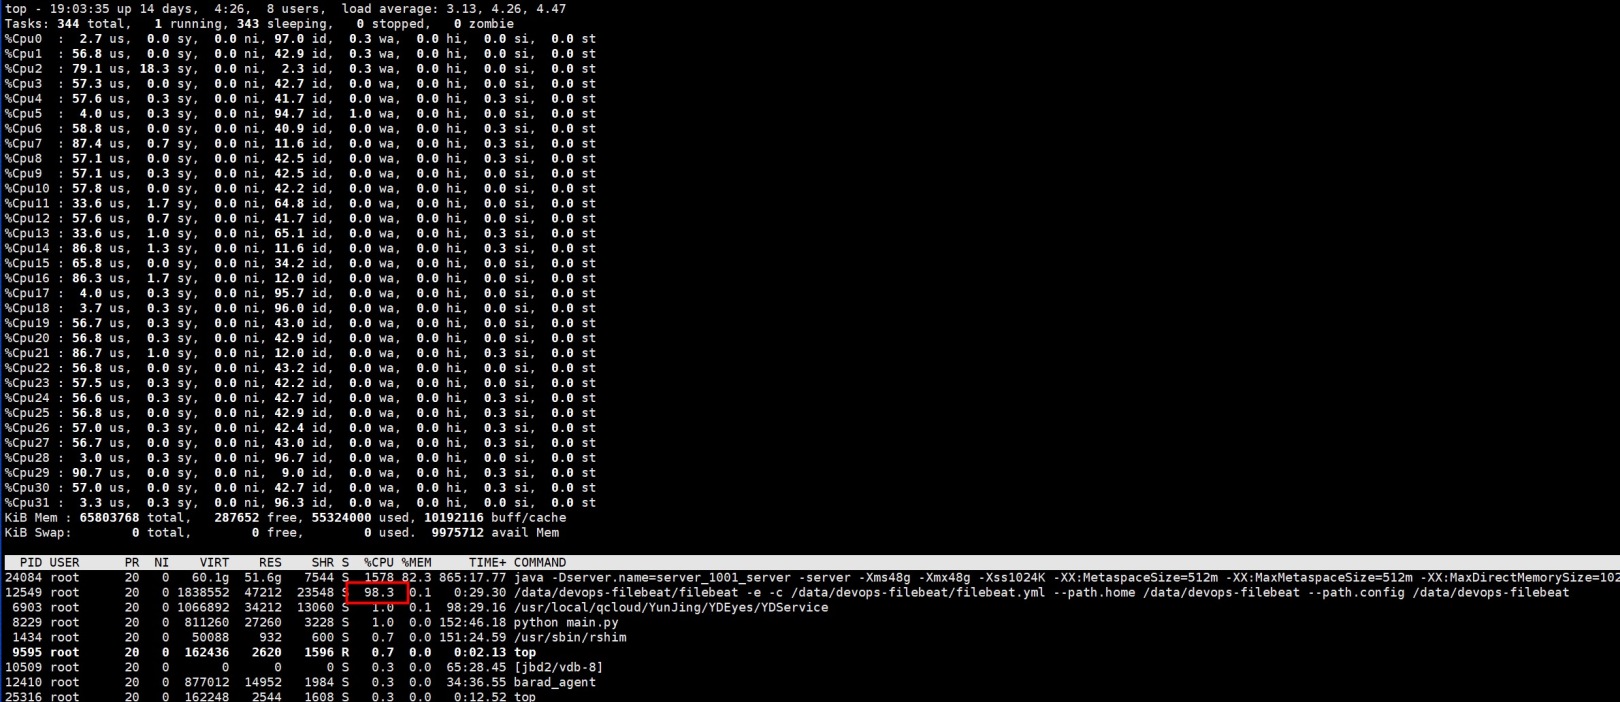 top - 19:03:35 up 14 days,  4:26,  8 users,  load average: 3.13, 4.26, 4.47
Tasks: 344 total,   1 running, 343 sleeping,   0 stopped,   0 zombie
%Cpu0  :  2.7 us,  0.0 sy,  0.0 ni, 97.0 id,  0.3 wa,  0.0 hi,  0.0 si,  0.0 st
%Cpu1  : 56.8 us,  0.0 sy,  0.0 ni, 42.9 id,  0.3 wa,  0.0 hi,  0.0 si,  0.0 st
%Cpu2  : 79.1 us, 18.3 sy,  0.0 ni,  2.3 id,  0.3 wa,  0.0 hi,  0.0 si,  0.0 st
%Cpu3  : 57.3 us,  0.0 sy,  0.0 ni, 42.7 id,  0.0 wa,  0.0 hi,  0.0 si,  0.0 st
%Cpu4  : 57.6 us,  0.3 sy,  0.0 ni, 41.7 id,  0.0 wa,  0.0 hi,  0.3 si,  0.0 st
%Cpu5  :  4.0 us,  0.3 sy,  0.0 ni, 94.7 id,  1.0 wa,  0.0 hi,  0.0 si,  0.0 st
%Cpu6  : 58.8 us,  0.0 sy,  0.0 ni, 40.9 id,  0.0 wa,  0.0 hi,  0.3 si,  0.0 st
%Cpu7  : 87.4 us,  0.7 sy,  0.0 ni, 11.6 id,  0.0 wa,  0.0 hi,  0.3 si,  0.0 st
%Cpu8  : 57.1 us,  0.0 sy,  0.0 ni, 42.5 id,  0.0 wa,  0.0 hi,  0.3 si,  0.0 st
%Cpu9  : 57.1 us,  0.3 sy,  0.0 ni, 42.5 id,  0.0 wa,  0.0 hi,  0.0 si,  0.0 st
%Cpu10 : 57.8 us,  0.0 sy,  0.0 ni, 42.2 id,  0.0 wa,  0.0 hi,  0.0 si,  0.0 st
%Cpu11 : 33.6 us,  1.7 sy,  0.0 ni, 64.8 id,  0.0 wa,  0.0 hi,  0.0 si,  0.0 st
%Cpu12 : 57.6 us,  0.7 sy,  0.0 ni, 41.7 id,  0.0 wa,  0.0 hi,  0.0 si,  0.0 st
%Cpu13 : 33.6 us,  1.0 sy,  0.0 ni, 65.1 id,  0.0 wa,  0.0 hi,  0.3 si,  0.0 st
%Cpu14 : 86.8 us,  1.3 sy,  0.0 ni, 11.6 id,  0.0 wa,  0.0 hi,  0.3 si,  0.0 st
%Cpu15 : 65.8 us,  0.0 sy,  0.0 ni, 34.2 id,  0.0 wa,  0.0 hi,  0.0 si,  0.0 st
%Cpu16 : 86.3 us,  1.7 sy,  0.0 ni, 12.0 id,  0.0 wa,  0.0 hi,  0.0 si,  0.0 st
%Cpu17 :  4.0 us,  0.3 sy,  0.0 ni, 95.7 id,  0.0 wa,  0.0 hi,  0.0 si,  0.0 st
%Cpu18 :  3.7 us,  0.3 sy,  0.0 ni, 96.0 id,  0.0 wa,  0.0 hi,  0.0 si,  0.0 st
%Cpu19 : 56.7 us,  0.3 sy,  0.0 ni, 43.0 id,  0.0 wa,  0.0 hi,  0.0 si,  0.0 st
%Cpu20 : 56.8 us,  0.3 sy,  0.0 ni, 42.9 id,  0.0 wa,  0.0 hi,  0.0 si,  0.0 st
%Cpu21 : 86.7 us,  1.0 sy,  0.0 ni, 12.0 id,  0.0 wa,  0.0 hi,  0.3 si,  0.0 st
%Cpu22 : 56.8 us,  0.0 sy,  0.0 ni, 43.2 id,  0.0 wa,  0.0 hi,  0.0 si,  0.0 st
%Cpu23 : 57.5 us,  0.3 sy,  0.0 ni, 42.2 id,  0.0 wa,  0.0 hi,  0.0 si,  0.0 st
%Cpu24 : 56.6 us,  0.3 sy,  0.0 ni, 42.7 id,  0.0 wa,  0.0 hi,  0.3 si,  0.0 st
%Cpu25 : 56.8 us,  0.0 sy,  0.0 ni, 42.9 id,  0.0 wa,  0.0 hi,  0.3 si,  0.0 st
%Cpu26 : 57.0 us,  0.3 sy,  0.0 ni, 42.4 id,  0.0 wa,  0.0 hi,  0.3 si,  0.0 st
%Cpu27 : 56.7 us,  0.0 sy,  0.0 ni, 43.0 id,  0.0 wa,  0.0 hi,  0.3 si,  0.0 st
%Cpu28 :  3.0 us,  0.3 sy,  0.0 ni, 96.7 id,  0.0 wa,  0.0 hi,  0.0 si,  0.0 st
%Cpu29 : 90.7 us,  0.0 sy,  0.0 ni,  9.0 id,  0.0 wa,  0.0 hi,  0.3 si,  0.0 st
%Cpu30 : 57.0 us,  0.0 sy,  0.0 ni, 42.7 id,  0.0 wa,  0.0 hi,  0.3 si,  0.0 st
%Cpu31 :  3.3 us,  0.3 sy,  0.0 ni, 96.3 id,  0.0 wa,  0.0 hi,  0.0 si,  0.0 st
KiB Mem : 65803768 total,   287652 free, 55324000 used, 10192116 buff/cache
KiB Swap:        0 total,        0 free,        0 used.  9975712 avail Mem
PID USER      PR  NI    VIRT    RES    SHR S  %CPU %MEM     TIME+ COMMAND
24084 root      20   0   60.1g  51.6g   7544 S  1578 82.3 865:17.77 java -Dserver.name=server_1001_server -server -Xms48g -Xmx48g -Xss1024K -XX:MetaspaceSize=512m -XX:MaxMetaspaceSize=512m -XX:MaxDirectMemorySize=102
12549 root      20   0 1838552  47212  23548 S  98.3  0.1   0:29.30 /data/devops-filebeat/filebeat -e -c /data/devops-filebeat/filebeat.yml --path.home /data/devops-filebeat --path.config /data/devops-filebeat
6903 root      20   0 1066892  34212  13060 S   1.0  0.1  98:29.16 /usr/local/qcloud/YunJing/YDEyes/YDService
8229 root      20   0  811260  27260   3228 S   1.0  0.0 152:46.18 python main.py
1434 root      20   0   50088    932    600 S   0.7  0.0 151:24.59 /usr/sbin/rshim
9595 root      20   0  162436   2620   1596 R   0.7  0.0   0:02.13 top
10509 root      20   0       0      0      0 S   0.3  0.0  65:28.45 [jbd2/vdb-8]
12410 root      20   0  877012  14952   1984 S   0.3  0.0  34:36.55 barad_agent
25316 root      20   0  162248   2544   1608 S   0.3  0.0   0:12.52 top